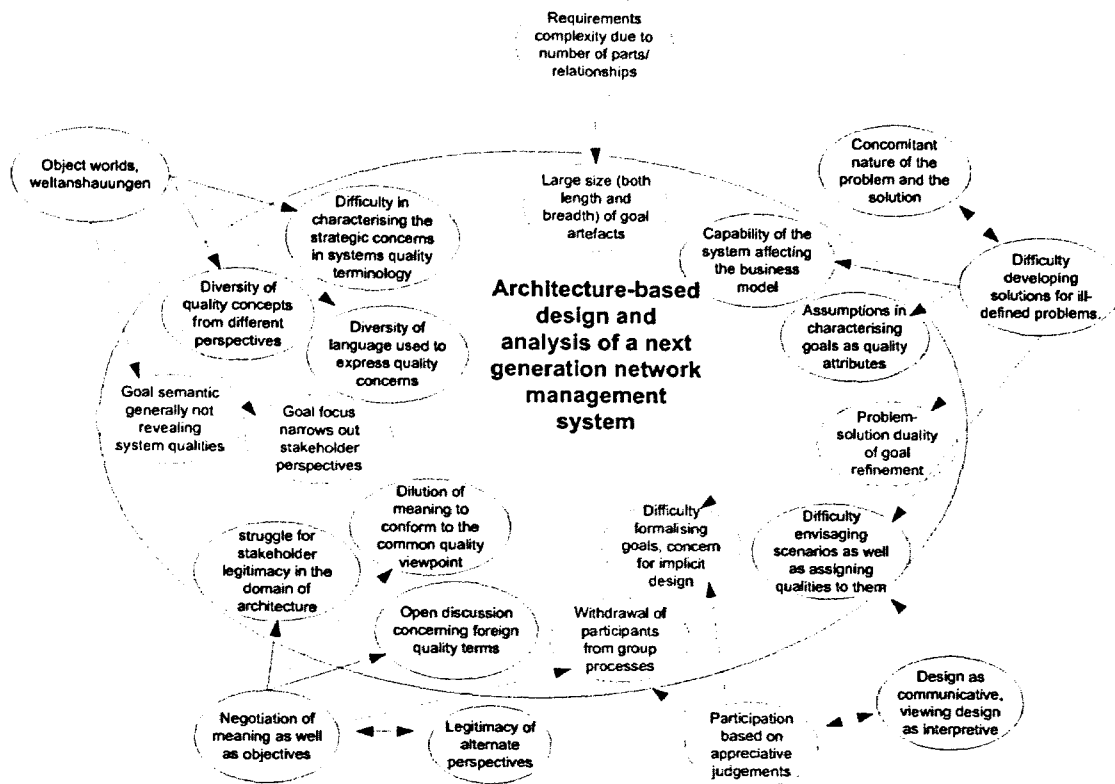 Requirements
complexity due to
number of parts/
relationships
Object worlds,
weltanshauungen
Concomitant
nature of the
problem and the
solution
Large size (both
length and
breadth) of goal
artefacts
Difficulty in
characterising the
strategic concerns
in systems quality
terminology
Capability of the
system affecting
the business
model
Difficulty
developing
solutions for ill-
defined problems.
Diversity of
quality concepts
from different
perspectives
Architecture-based
design and
analysis of a next
generation network
management
system
Assumptions in
characterising
goals as quality
attributes
Diversity of
language used to
express quality
concerns
Goal semantic
generally not
revealing
system qualities
Goal focus
narrows out
stakeholder
perspectives
Problem-
solution duality
of goal
refinement
Dilution of
meaning to
conform to the
common quality
viewpoint
Difficulty
formalising
goals, concern
for implicit
design
Difficulty
envisaging
scenarios as well
as assigning
qualities to them
struggle for
stakeholder
legitimacy in the
domain of
architecture
Open discussion
concerning foreign
quality terms
Withdrawal of
participants
from group
processes
Negotiation of
meaning as well
as objectives
Legitimacy of
alternate
perspectives
Participation
based on
appreciative
judgements
Design as
communicative,
viewing design
as interpretive